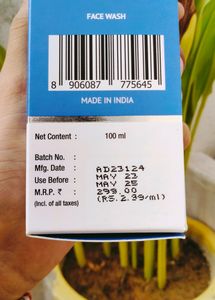 FACE WASH
8 906087 775645
MADE IN INDIA
Net Content : 100 ml
Batch No. : AD23124
Mfg. Date : MAY 23
Use Before : MAY 25
M.R.P. ₹ : 299.00
(Incl. of all taxes) (RS.2.99/ml)